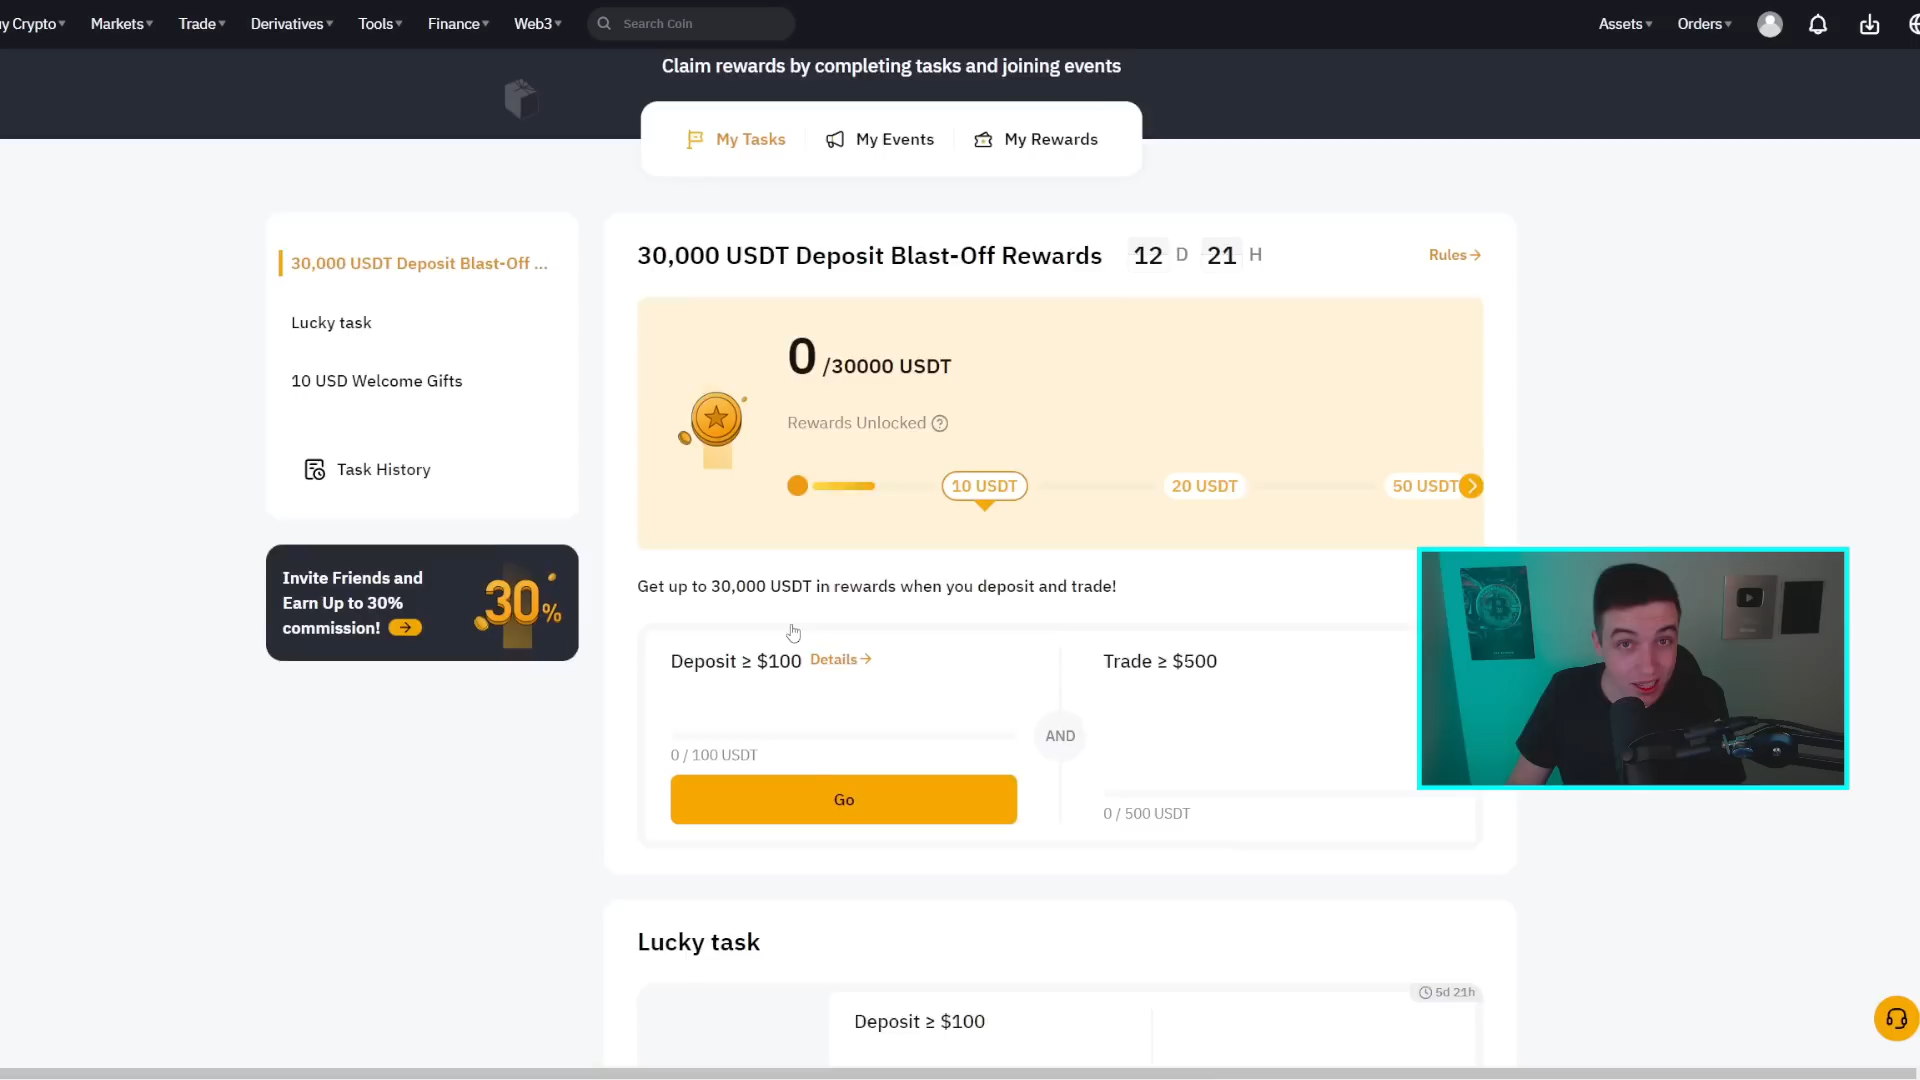 y Crypto
Markets
Trade
Derivatives
Tools
Finance
Web3
Search Coin
Assets
Orders
Claim rewards by completing tasks and joining events
My Tasks
My Events
My Rewards
30,000 USDT Deposit Blast-Off ...
Lucky task
10 USD Welcome Gifts
Task History
Invite Friends and
Earn Up to 30%
commission!
30%
30,000 USDT Deposit Blast-Off Rewards 12 D 21 H
Rules
0 /30000 USDT
Rewards Unlocked
10 USDT
20 USDT
50 USDT
Get up to 30,000 USDT in rewards when you deposit and trade!
Deposit ≥ $100 Details
0 / 100 USDT
Go
AND
Trade ≥ $500
0 / 500 USDT
Lucky task
5d 21h
Deposit ≥ $100